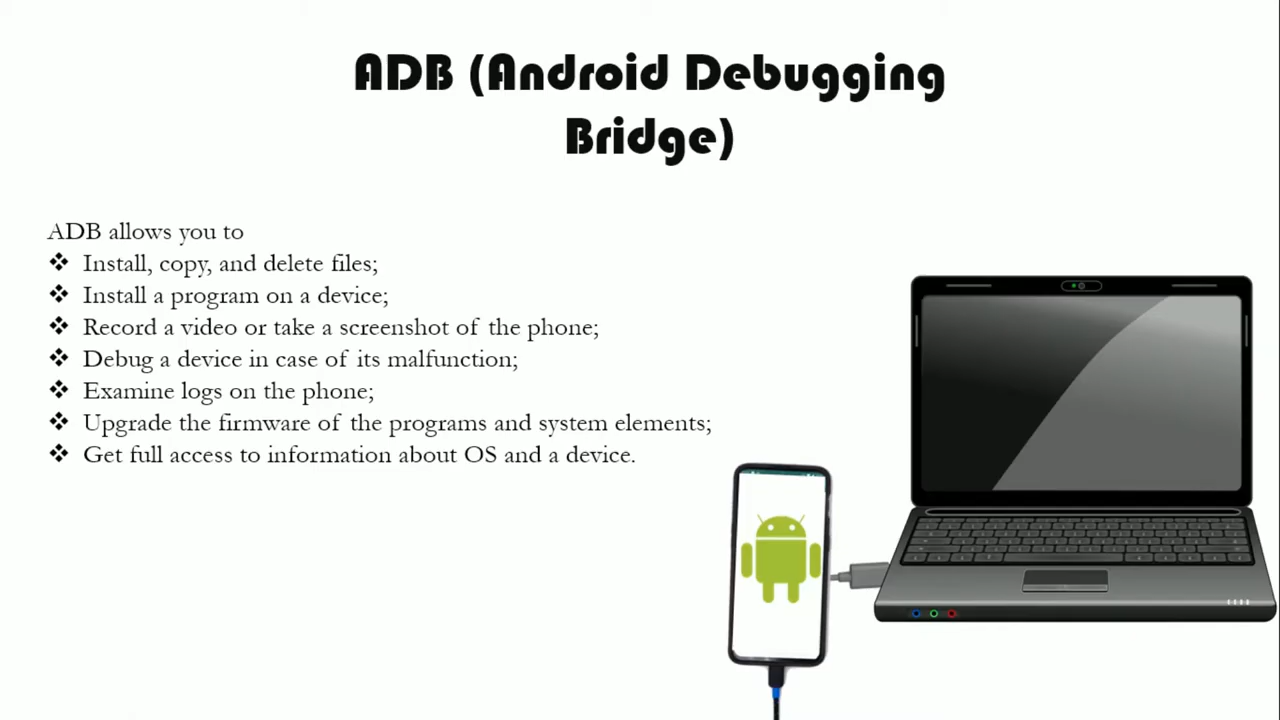 ADB (Android Debugging
Bridge)
ADB allows you to
❖ Install, copy, and delete files;
❖ Install a program on a device;
❖ Record a video or take a screenshot of the phone;
❖ Debug a device in case of its malfunction;
❖ Examine logs on the phone;
❖ Upgrade the firmware of the programs and system elements;
❖ Get full access to information about OS and a device.